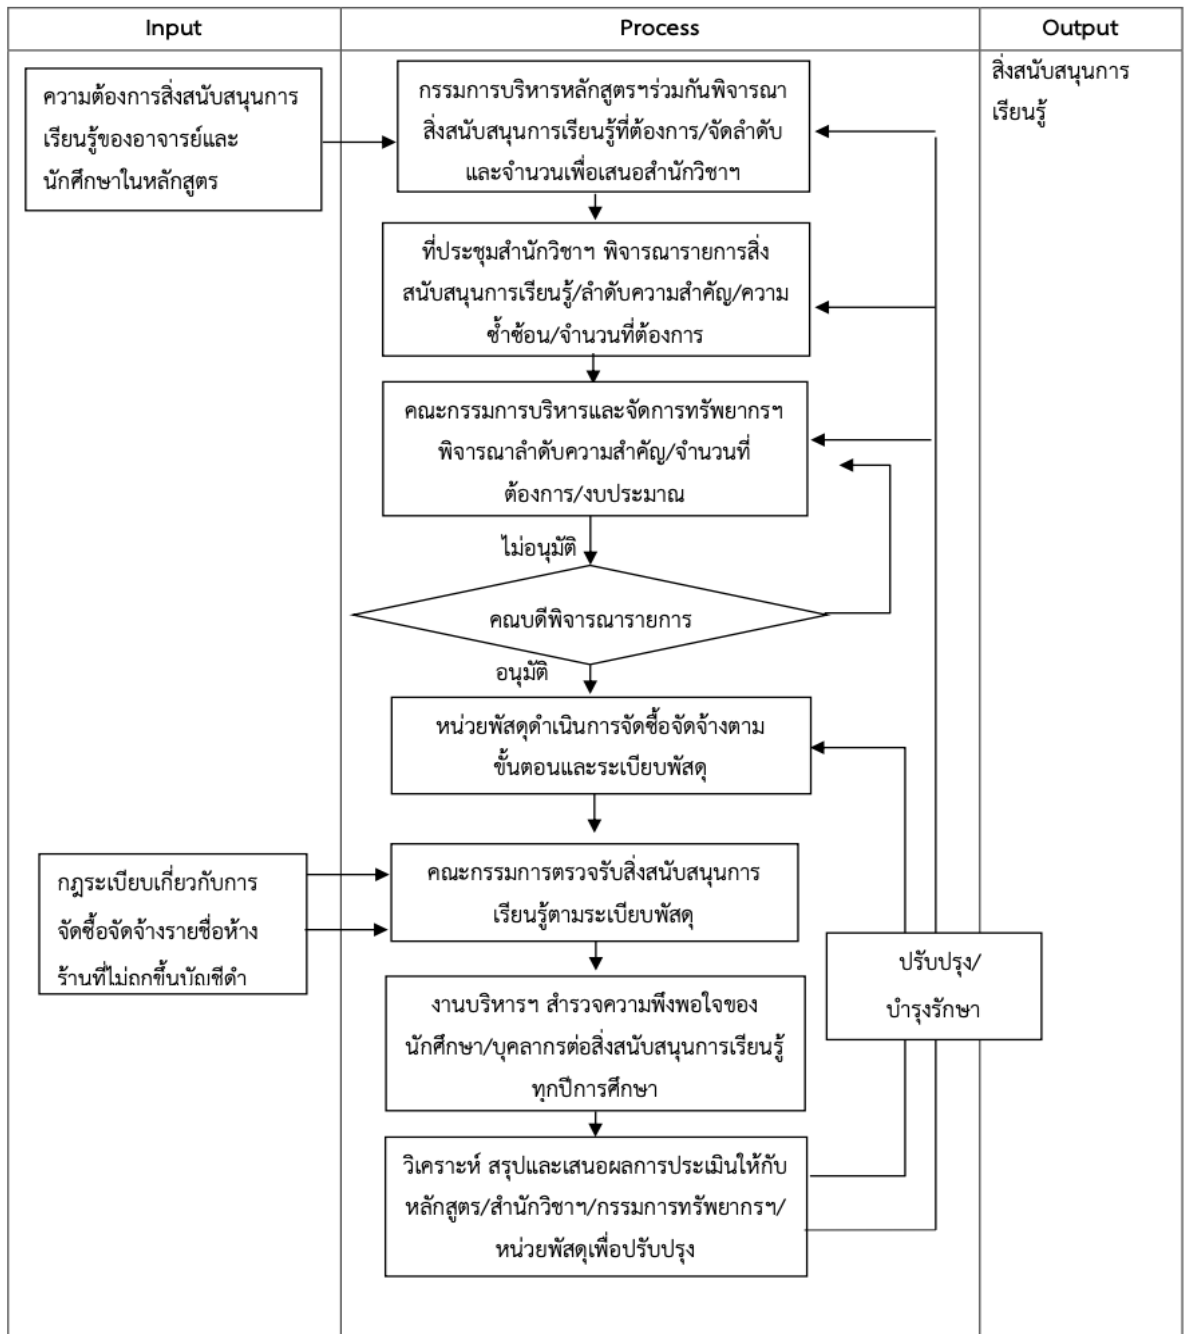 Input
Process
Output
ความต้องการสิ่งสนับสนุนการ
เรียนรู้ของอาจารย์และ
นักศึกษาในหลักสูตร
กรรมการบริหารหลักสูตรฯร่วมกันพิจารณา
สิ่งสนับสนุนการเรียนรู้ที่ต้องการ/จัดลำดับ
และจำนวนเพื่อเสนอสำนักวิชาฯ
สิ่งสนับสนุนการ
เรียนรู้
ที่ประชุมสำนักวิชาฯ พิจารณารายการสิ่ง
สนับสนุนการเรียนรู้/ลำดับความสำคัญ/ความ
ซ้ำซ้อน/จำนวนที่ต้องการ
คณะกรรมการบริหารและจัดการทรัพยากรฯ
พิจารณาลำดับความสำคัญ/จำนวนที่
ต้องการ/งบประมาณ
ไม่อนุมัติ
คณบดีพิจารณารายการ
อนุมัติ
หน่วยพัสดุดำเนินการจัดซื้อจัดจ้างตาม
ขั้นตอนและระเบียบพัสดุ
กฎระเบียบเกี่ยวกับการ
จัดซื้อจัดจ้างรายชื่อห้าง
ร้านที่ไม่ถูกขึ้นบัญชีดำ
คณะกรรมการตรวจรับสิ่งสนับสนุนการ
เรียนรู้ตามระเบียบพัสดุ
ปรับปรุง/
บำรุงรักษา
งานบริหารฯ สำรวจความพึงพอใจของ
นักศึกษา/บุคลากรต่อสิ่งสนับสนุนการเรียนรู้
ทุกปีการศึกษา
วิเคราะห์ สรุปและเสนอผลการประเมินให้กับ
หลักสูตร/สำนักวิชาฯ/กรรมการทรัพยากรฯ/
หน่วยพัสดุเพื่อปรับปรุง